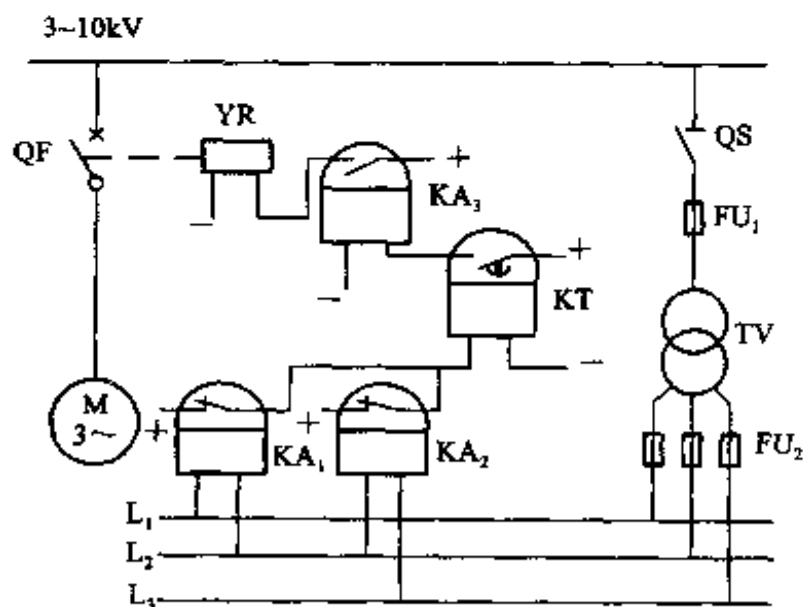 3~10kV
YR
QF
KA₃
QS
FU₁
KT
TV
M
3~
KA₁
KA₂
FU₂
L₁
L₂
L₃
+
+
+
+
−
−
−